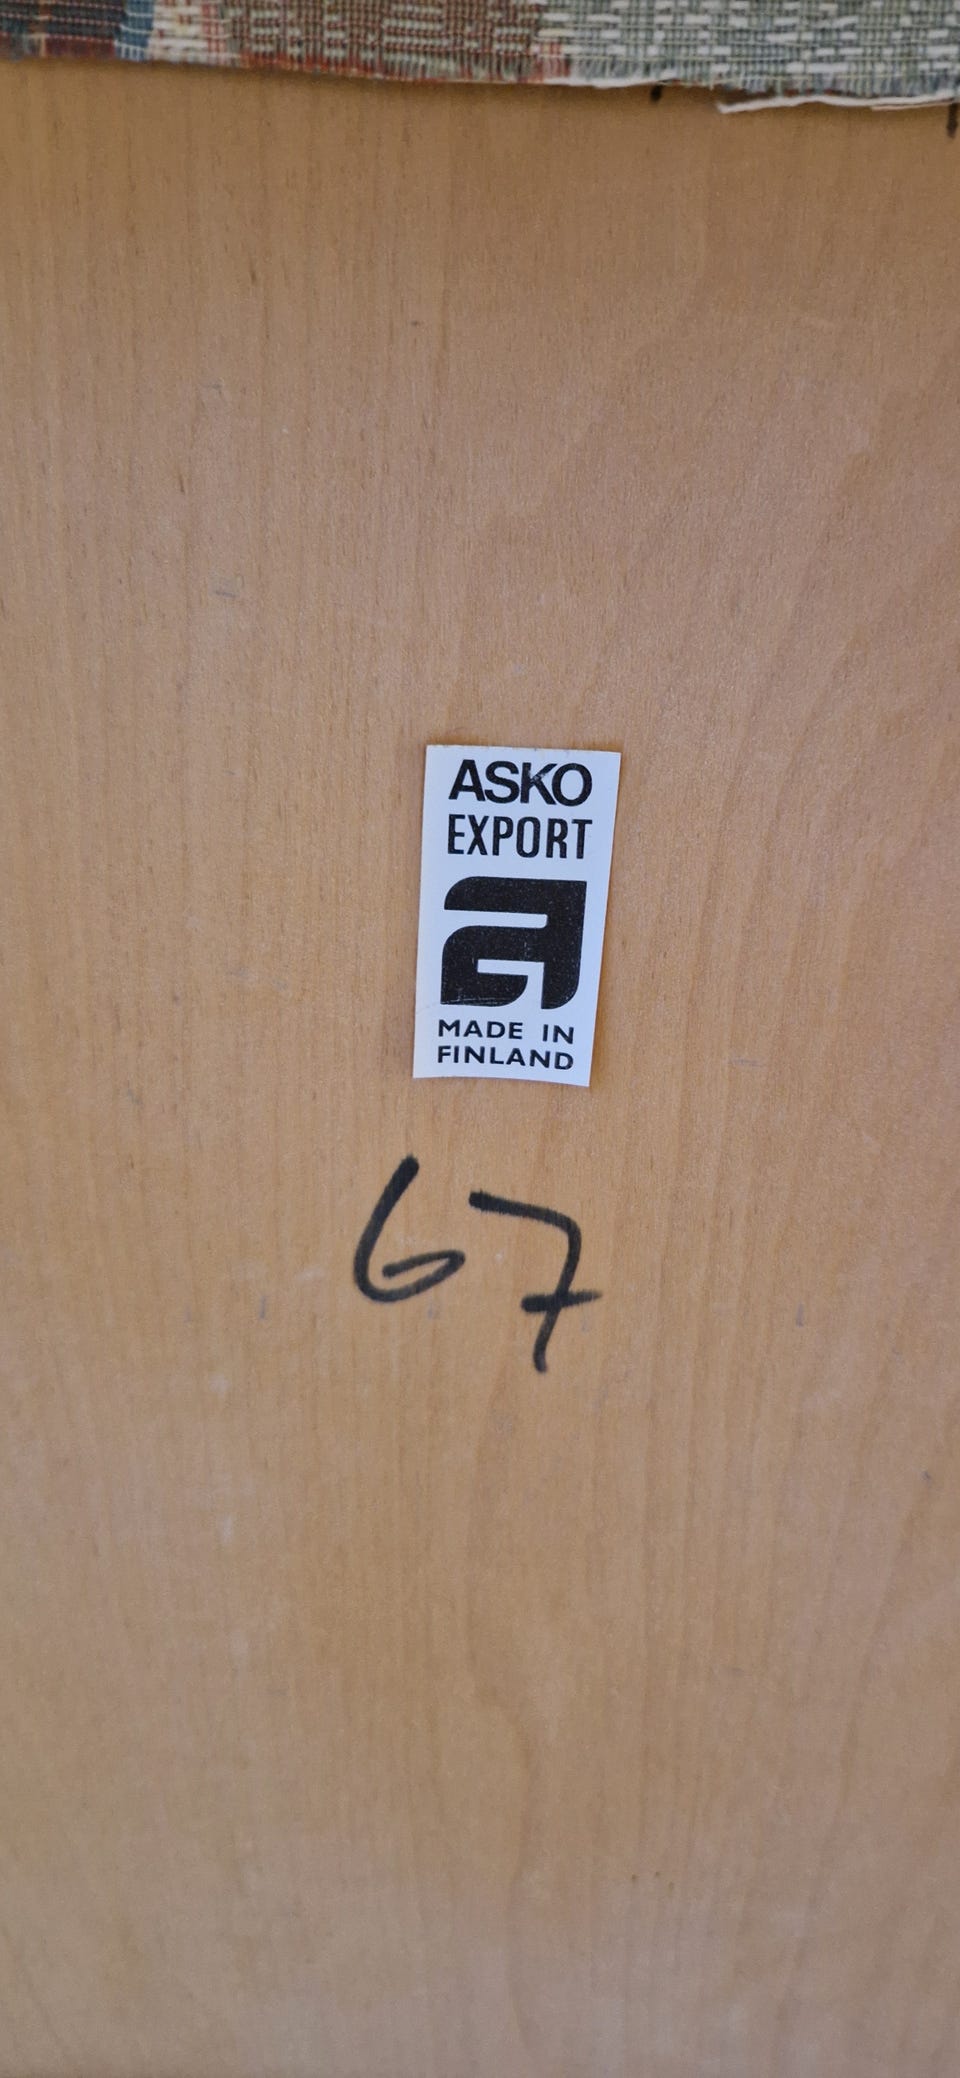 ASKO
EXPORT
MADE IN
FINLAND
67